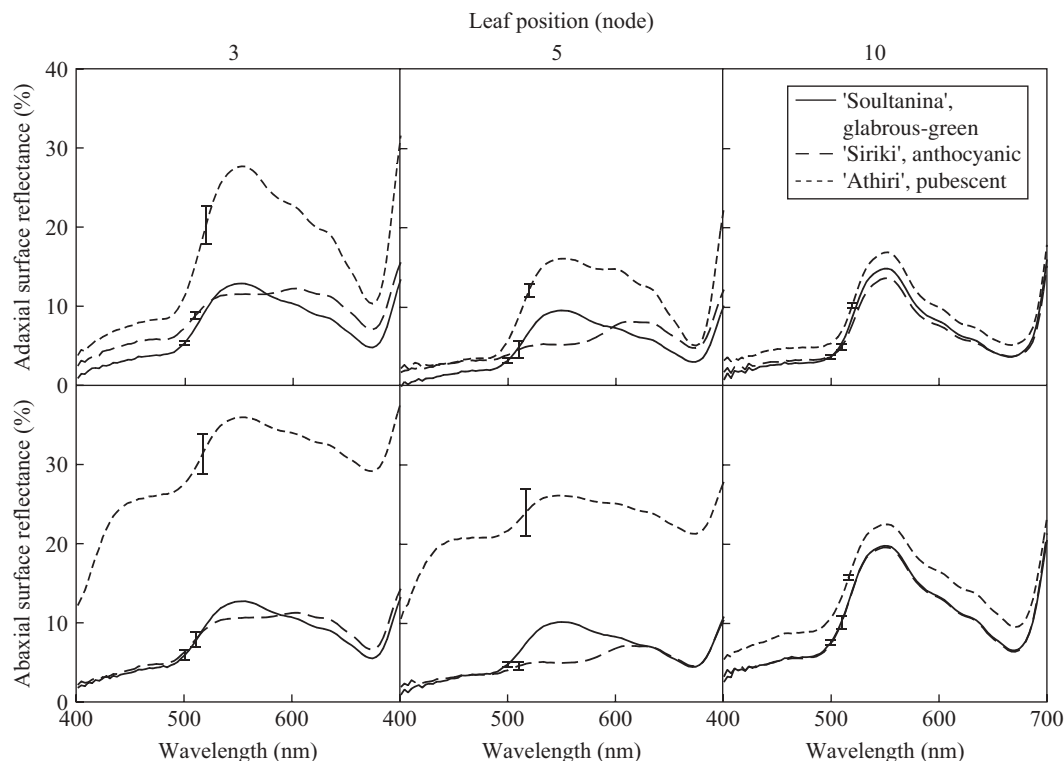 Leaf position (node)
3 5 10
Adaxial surface reflectance (%)
40
30
20
10
0
'Soultanina',
glabrous-green
'Siriki', anthocyanic
'Athiri', pubescent
Abaxial surface reflectance (%)
30
20
10
0
400 500 600 400 500 600 400 500 600 700
Wavelength (nm) Wavelength (nm) Wavelength (nm)